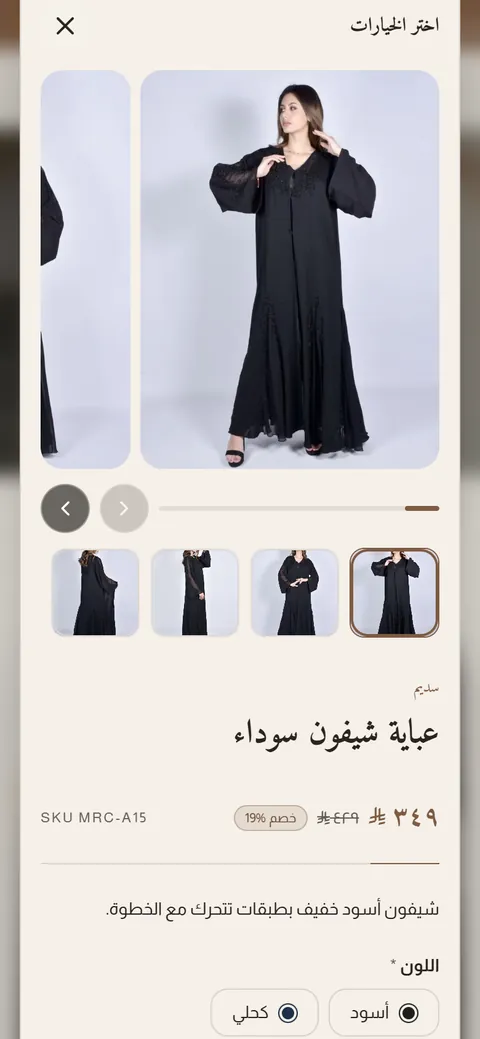 اختر الخيارات
سديم
عباية شيفون سوداء
٣٤٩ ٤٢٩ خصم 19% SKU MRC-A15
شيفون أسود خفيف بطبقات تتحرك مع الخطوة.
اللون *
أسود كحلي